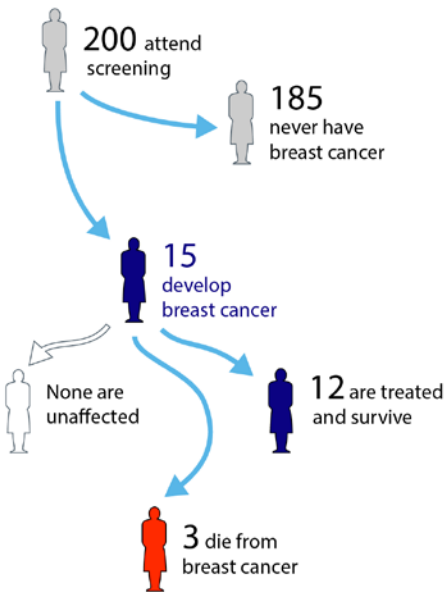 200 attend
screening
185
never have
breast cancer
15
develop
breast cancer
None are
unaffected
12 are treated
and survive
3 die from
breast cancer